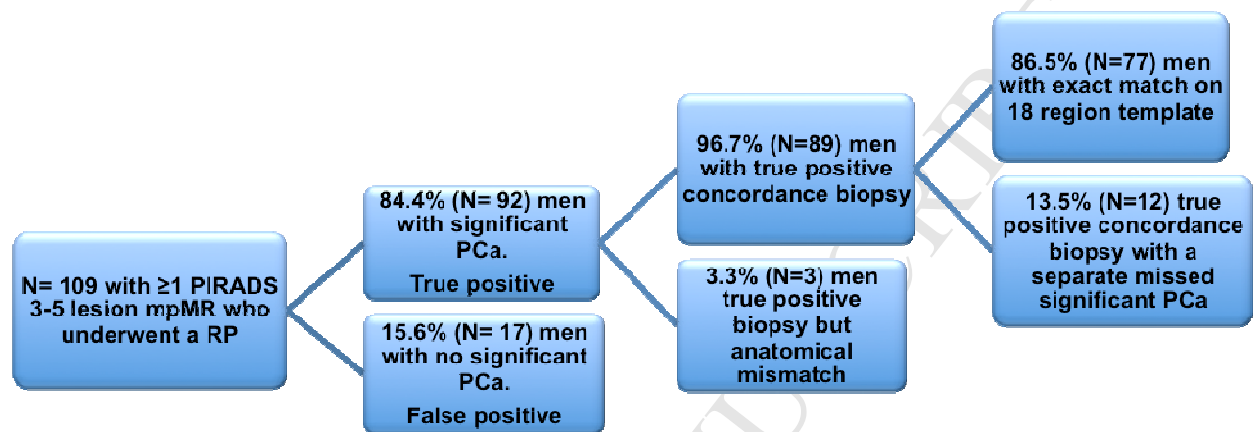 N= 109 with ≥1 PIRADS
3-5 lesion mpMR who
underwent a RP
84.4% (N= 92) men
with significant
PCa.
True positive
15.6% (N= 17) men
with no significant
PCa.
False positive
96.7% (N=89) men
with true positive
concordance biopsy
3.3% (N=3) men
true positive
biopsy but
anatomical
mismatch
86.5% (N=77) men
with exact match on
18 region template
13.5% (N=12) true
positive concordance
biopsy with a
separate missed
significant PCa